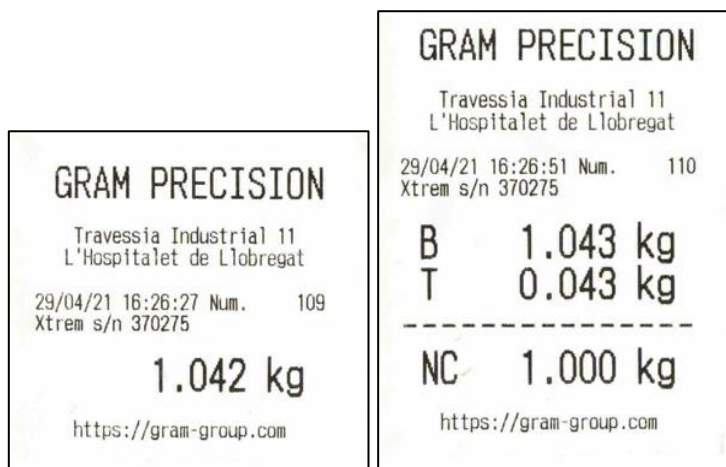 GRAM PRECISION
Travessia Industrial 11
L'Hospitalet de Llobregat
29/04/21 16:26:27 Num. 109
Xtrem s/n 370275
1.042 kg
https://gram-group.com
GRAM PRECISION
Travessia Industrial 11
L'Hospitalet de Llobregat
29/04/21 16:26:51 Num. 110
Xtrem s/n 370275
B 1.043 kg
T 0.043 kg
NC 1.000 kg
https://gram-group.com